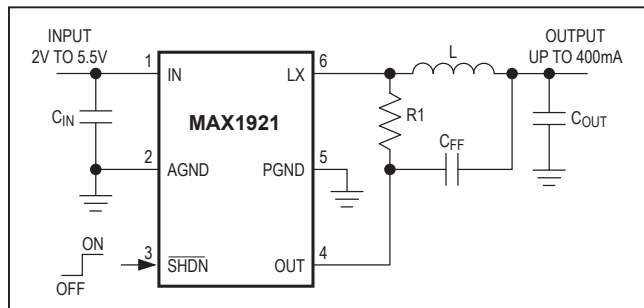 INPUT
2V TO 5.5V
OUTPUT
UP TO 400mA
1
IN
LX
6
L
MAX1921
CIN
R1
CFF
COUT
2
AGND
PGND
5
ON
OFF
3
SHDN
OUT
4